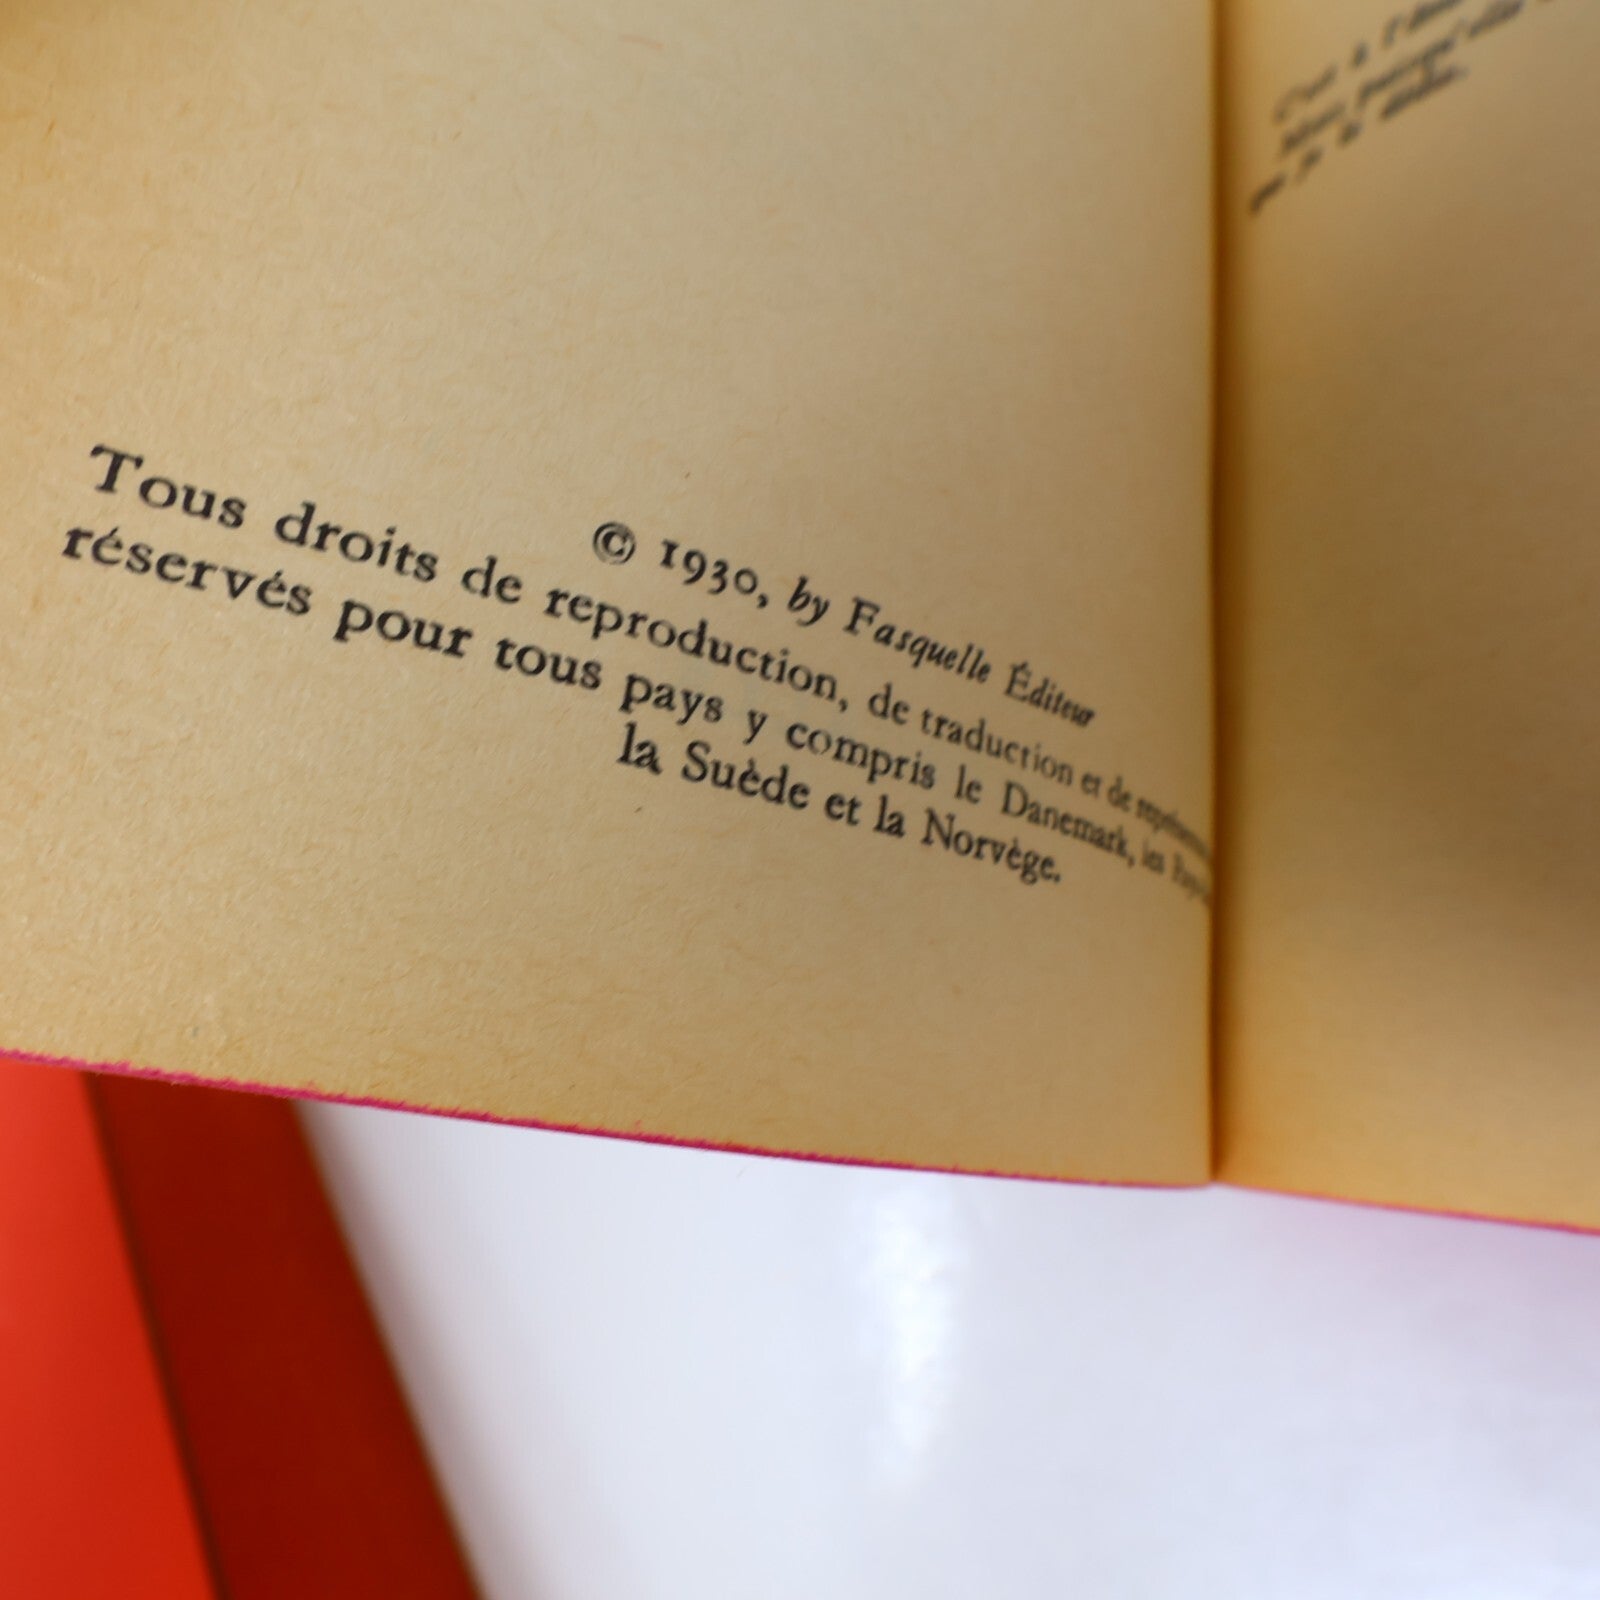 © 1930, by Fasquelle Éditeur
Tous droits de reproduction, de traduction et de
réservés pour tous pays y compris le Danemark, les
la Suède et la Norvège.
C'est à